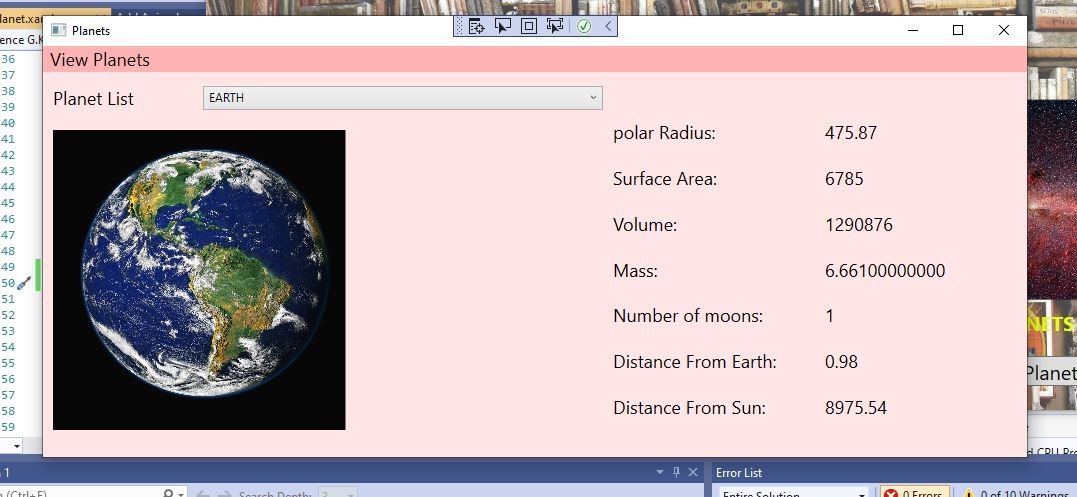 lanet.xa
Planets
ence G.K
36
View Planets
37
38
Planet List
EARTH
39
40
41
polar Radius:
475.87
42
43
44
Surface Area:
6785
45
46
47
Volume:
1290876
48
49
50
Mass:
6.66100000000
51
52
53
Number of moons:
1
NETS
54
55
56
Distance From Earth:
0.98
Planet
57
58
59
Distance From Sun:
8975.54
d CPU Pro
1
Error List
(Ctrl+E)
Search Depth:
3
Entire Solution
0 Errors
0 of 10 Warnings